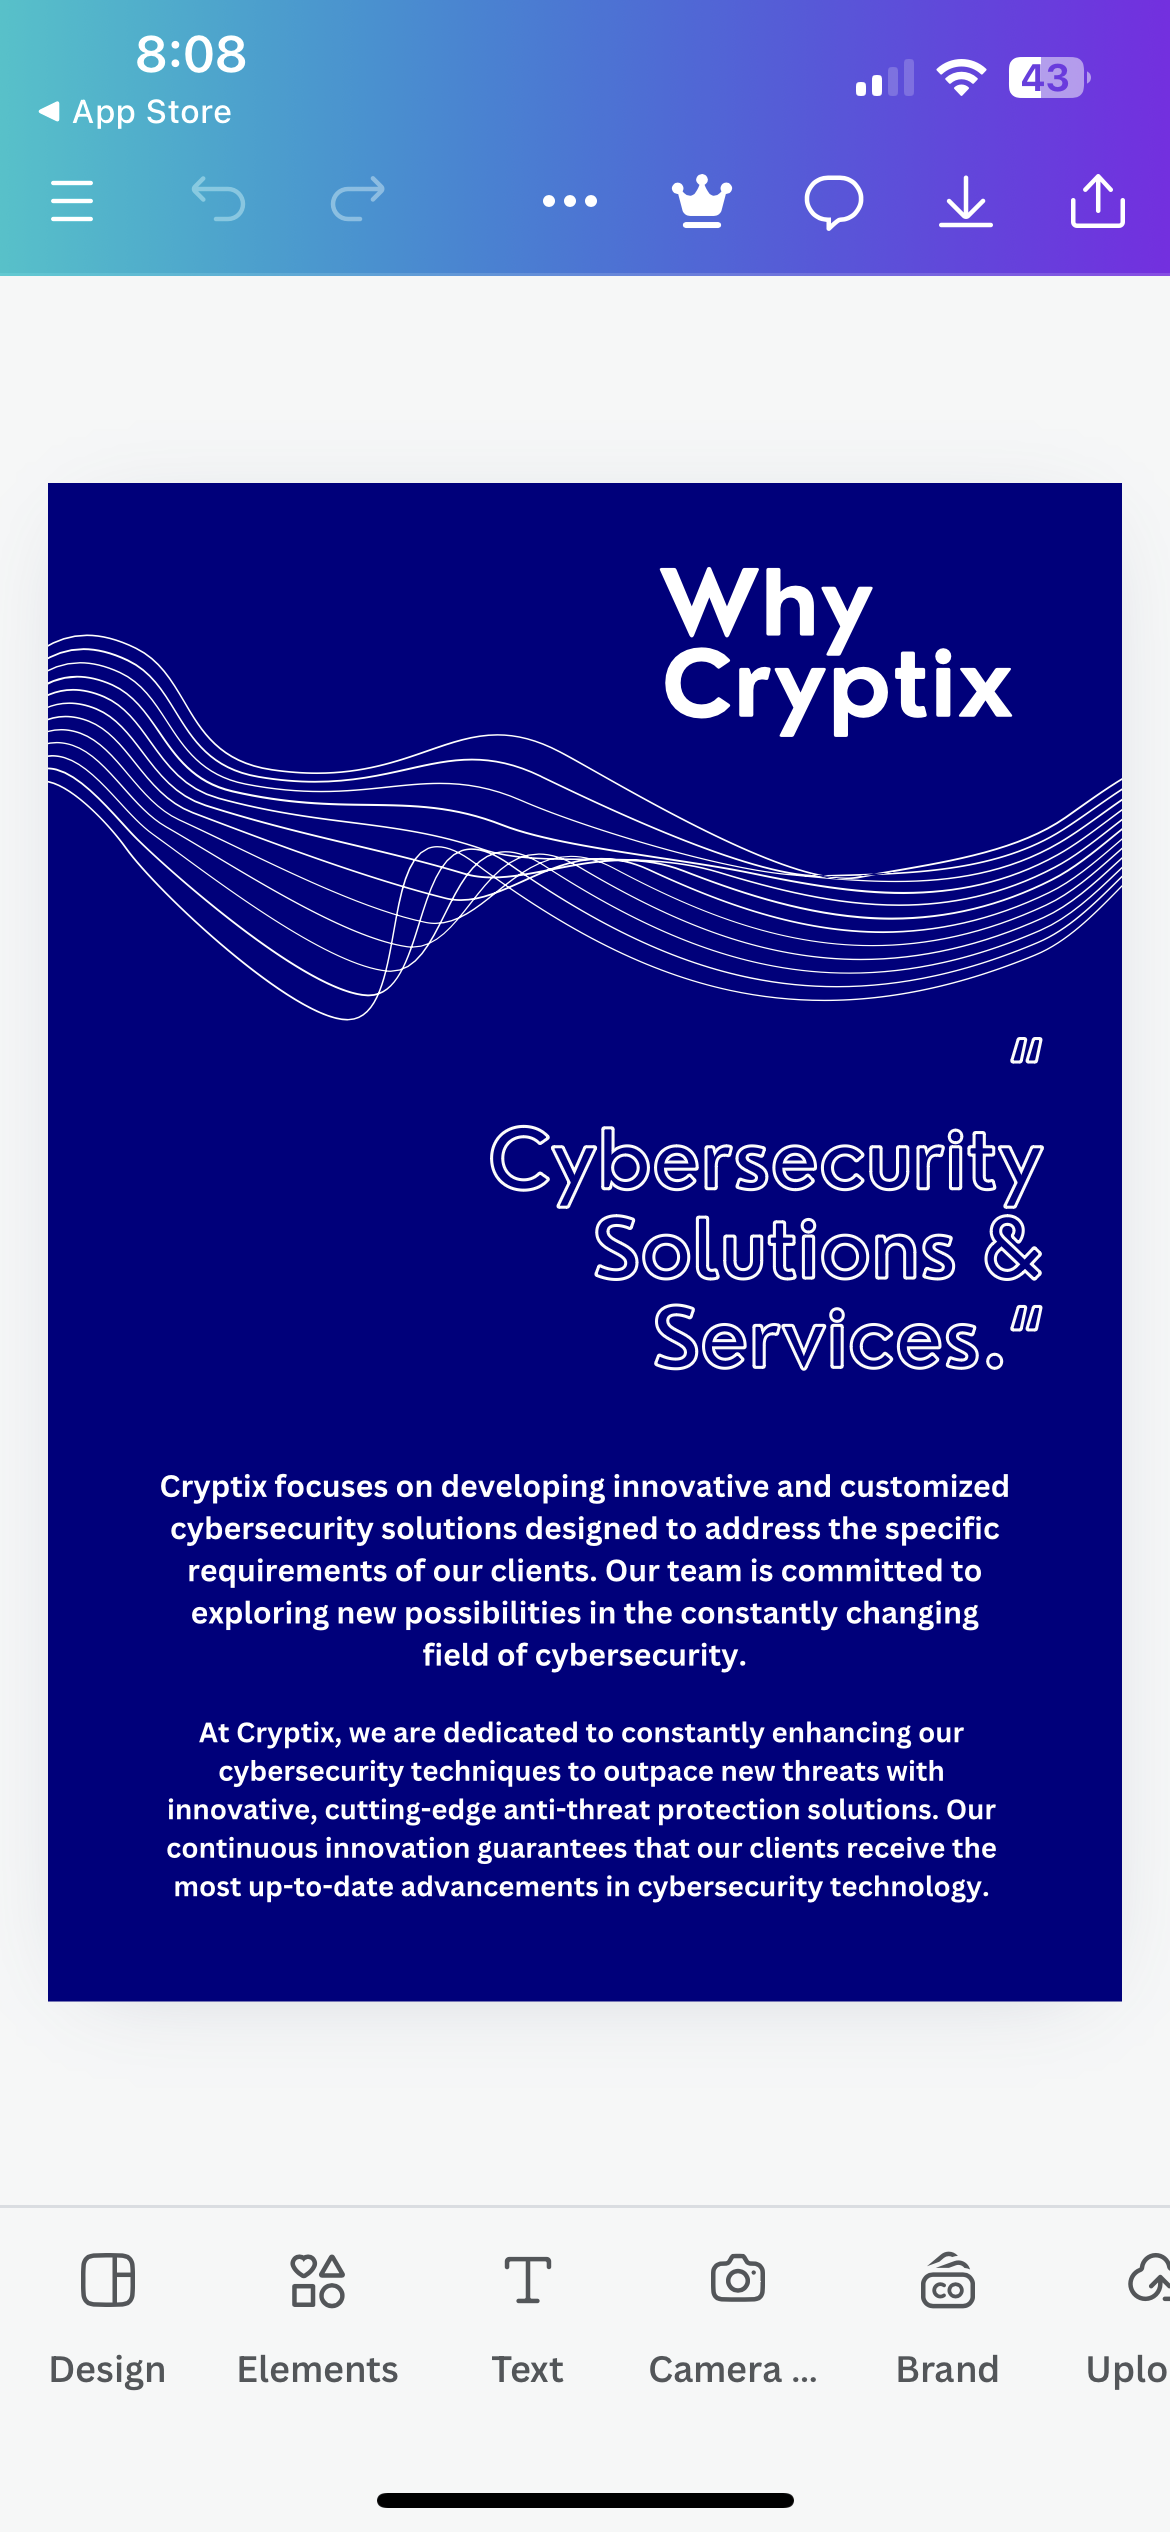 8:08
App Store
43
Why
Cryptix
"
Cybersecurity
Solutions &
Services."
Cryptix focuses on developing innovative and customized
cybersecurity solutions designed to address the specific
requirements of our clients. Our team is committed to
exploring new possibilities in the constantly changing
field of cybersecurity.
At Cryptix, we are dedicated to constantly enhancing our
cybersecurity techniques to outpace new threats with
innovative, cutting-edge anti-threat protection solutions. Our
continuous innovation guarantees that our clients receive the
most up-to-date advancements in cybersecurity technology.
CO
Design Elements Text Camera ... Brand Uplo